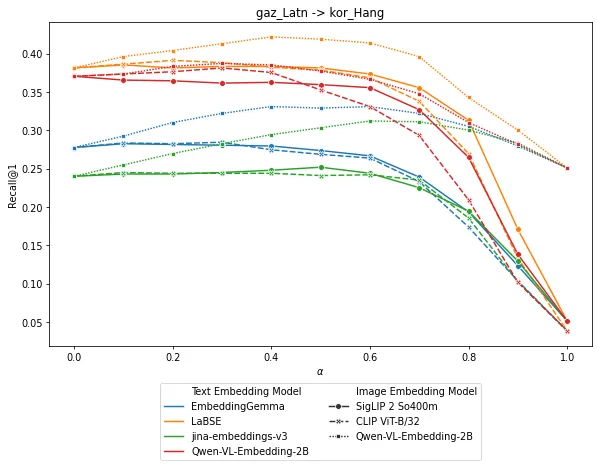 gaz_Latn -> kor_Hang
Recall@1
0.40
0.35
0.30
0.25
0.20
0.15
0.10
0.05
0.0
0.2
0.4
0.6
0.8
1.0
α
Text Embedding Model
EmbeddingGemma
LaBSE
jina-embeddings-v3
Qwen-VL-Embedding-2B
Image Embedding Model
SigLIP 2 So400m
CLIP ViT-B/32
Qwen-VL-Embedding-2B